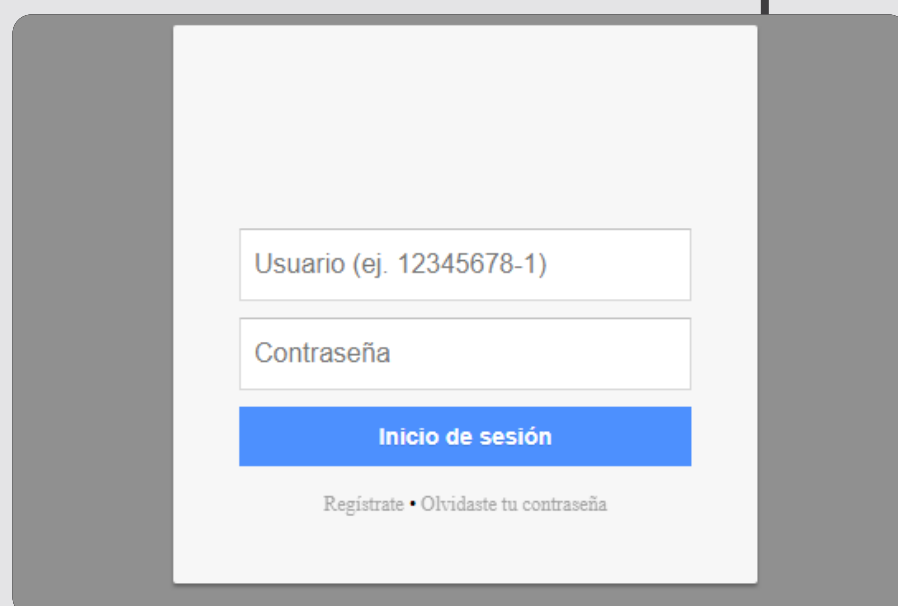 Usuario (ej. 12345678-1)
Contraseña
Inicio de sesión
Regístrate • Olvidaste tu contraseña